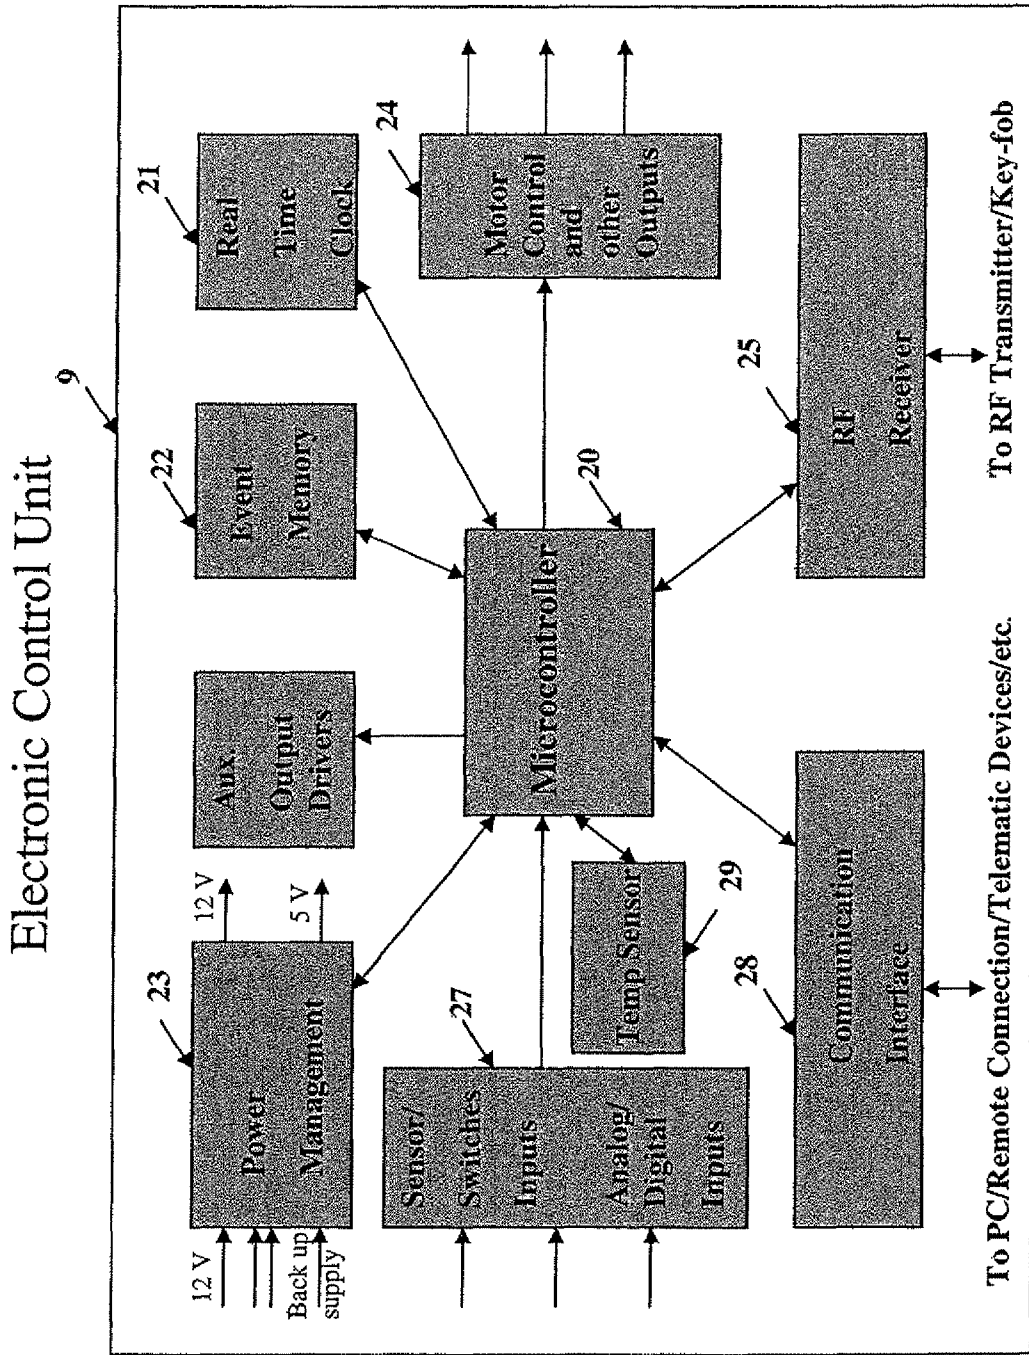 Electronic Control Unit
9
12 V
Back up
supply
Power
Management
23
12 V
5 V
Aux.
Output
Drivers
Event
Memory
22
Real
Time
Clock
21
Sensor/
Switches
Inputs
Analog/
Digital
Inputs
27
Temp Sensor
29
Microcontroller
20
Motor
Control
and
other
Outputs
24
Communication
Interface
28
RF
Receiver
25
To PC/Remote Connection/Telematic Devices/etc.
To RF Transmitter/Key-fob